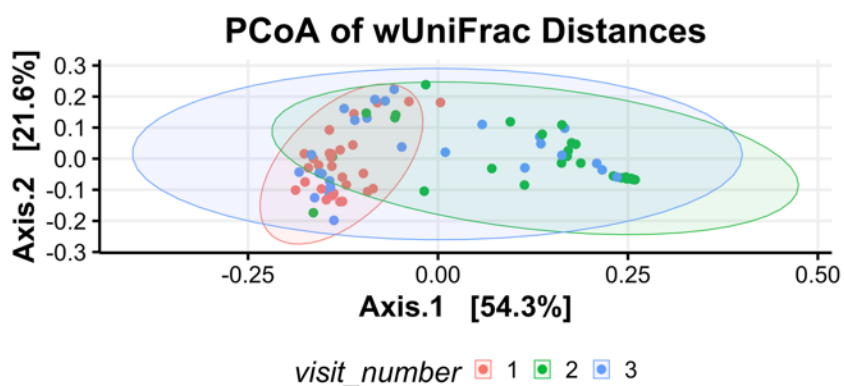 PCoA of wUniFrac Distances
Axis.2 [21.6%]
0.3
0.2
0.1
0.0
-0.1
-0.2
-0.3
-0.25 0.00 0.25 0.50
Axis.1 [54.3%]
visit_number 1 2 3